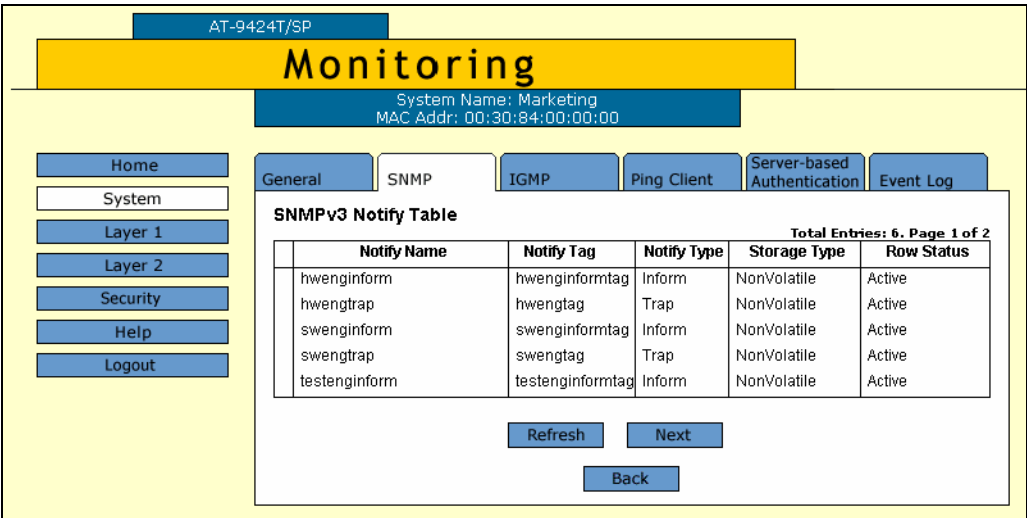 AT-9424T/SP
Monitoring
System Name: Marketing
MAC Addr: 00:30:84:00:00:00
Home
System
Layer 1
Layer 2
Security
Help
Logout
General SNMP IGMP Ping Client Server-based Authentication Event Log
SNMPv3 Notify Table
Total Entries: 6. Page 1 of 2
Notify Name Notify Tag Notify Type Storage Type Row Status
hwenginform hwenginformtag Inform NonVolatile Active
hwengtrap hwengtag Trap NonVolatile Active
swenginform swenginformtag Inform NonVolatile Active
swengtrap swengtag Trap NonVolatile Active
testenginform testenginformtag Inform NonVolatile Active
Refresh Next
Back